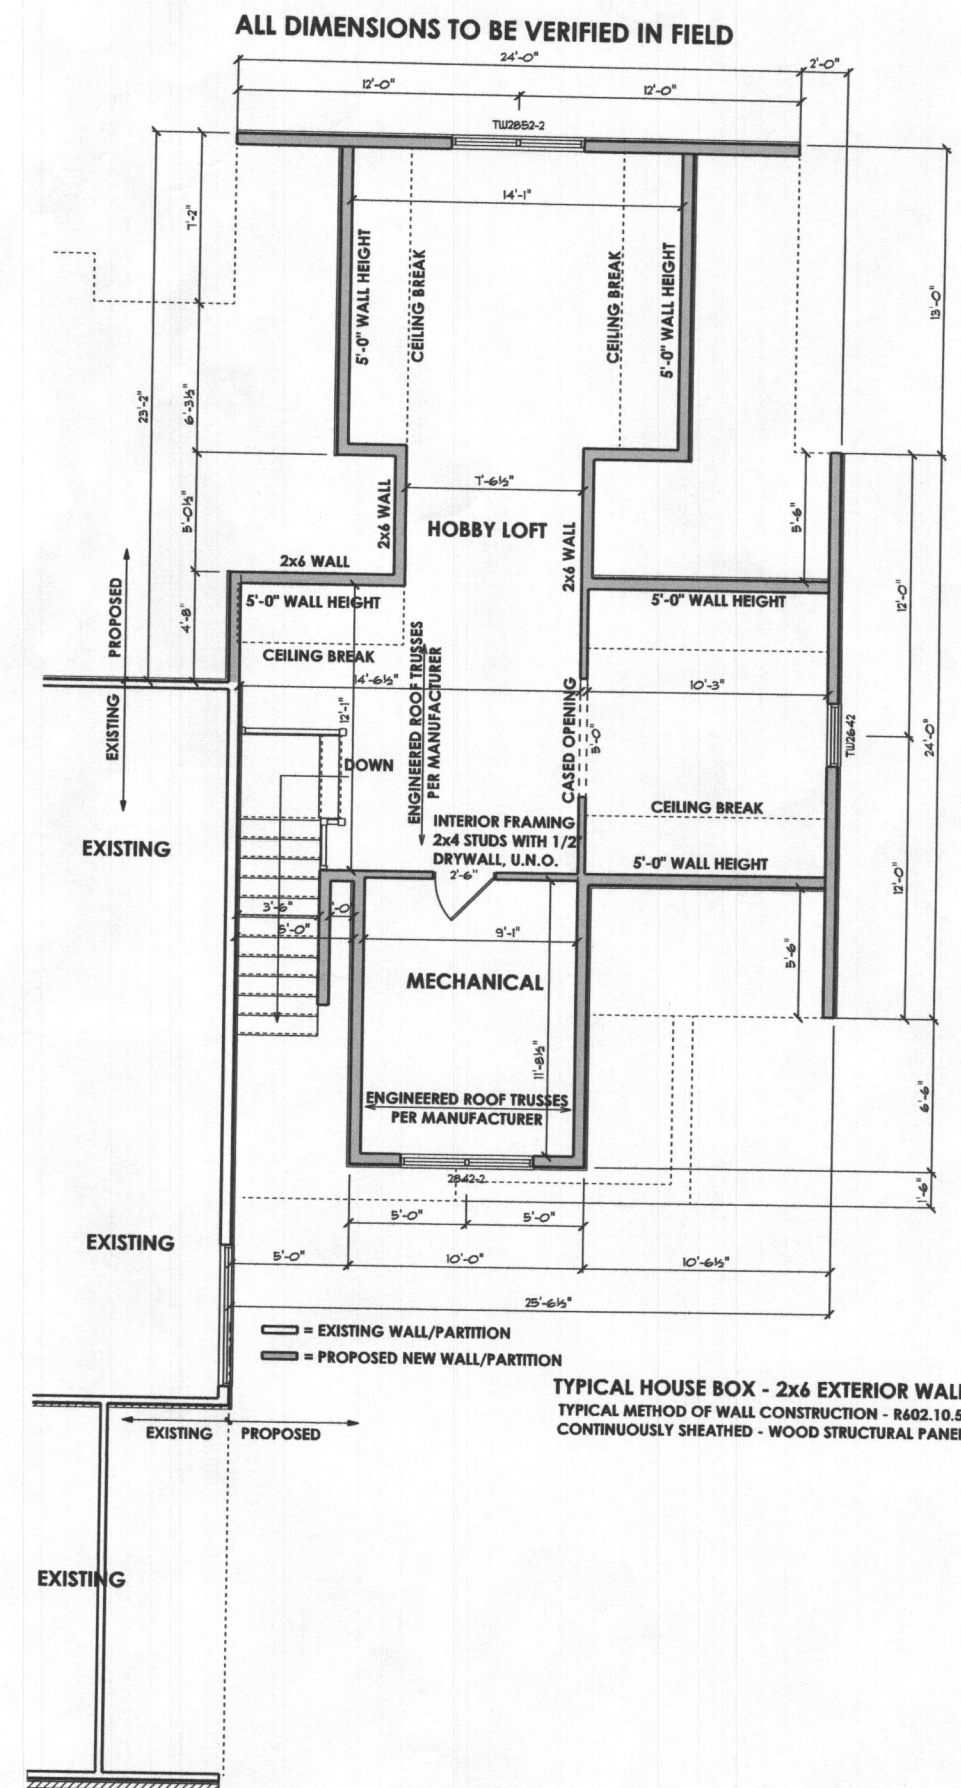 ALL DIMENSIONS TO BE VERIFIED IN FIELD
24'-0"
2'-0"
12'-0"
12'-0"
TW2852-2
7'-2"
14'-1"
5'-0" WALL HEIGHT
CEILING BREAK
CEILING BREAK
5'-0" WALL HEIGHT
13'-0"
23'-2"
6'-3½"
5'-0½"
7'-6½"
2x6 WALL
HOBBY LOFT
2x6 WALL
5'-6"
2x6 WALL
5'-0" WALL HEIGHT
5'-0" WALL HEIGHT
12'-0"
PROPOSED
4'-8"
CEILING BREAK
ENGINEERED ROOF TRUSSES
PER MANUFACTURER
14'-6½"
10'-3"
EXISTING
12'-1"
CASED OPENING
5'-0"
TW2642
24'-0"
DOWN
CEILING BREAK
INTERIOR FRAMING
2x4 STUDS WITH 1/2"
DRYWALL, U.N.O.
EXISTING
5'-0" WALL HEIGHT
2'-6"
12'-0"
3'-6"
'-0
5'-0"
9'-1"
5'-6"
MECHANICAL
11'-8½"
ENGINEERED ROOF TRUSSES
PER MANUFACTURER
6'-6"
2842-2
1'-6"
5'-0"
5'-0"
EXISTING
5'-0"
10'-0"
10'-6½"
25'-6½"
= EXISTING WALL/PARTITION
= PROPOSED NEW WALL/PARTITION
TYPICAL HOUSE BOX - 2x6 EXTERIOR WALL
TYPICAL METHOD OF WALL CONSTRUCTION - R602.10.5
CONTINUOUSLY SHEATHED - WOOD STRUCTURAL PANEL
EXISTING
PROPOSED
EXISTING